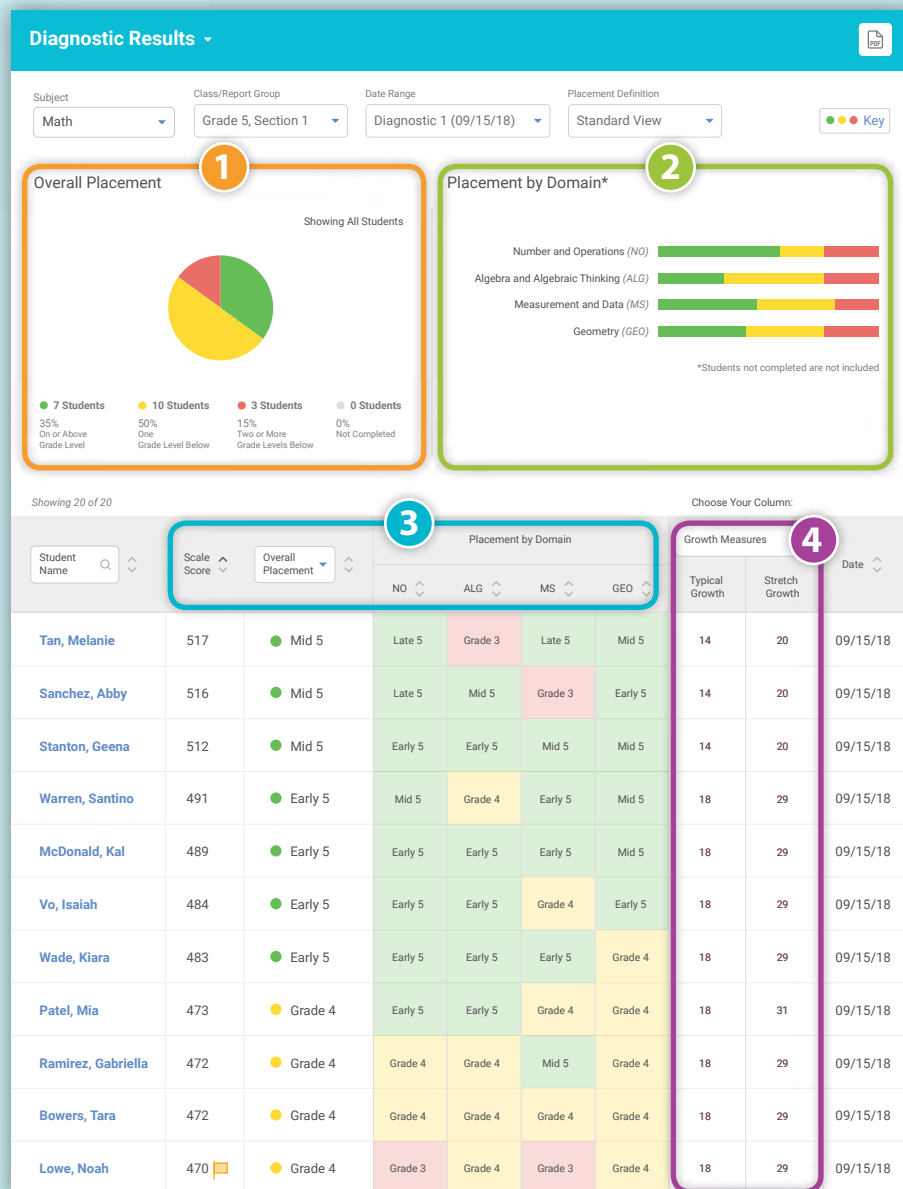 Diagnostic Results
PDF
Subject
Class/Report Group
Date Range
Placement Definition
Math
Grade 5, Section 1
Diagnostic 1 (09/15/18)
Standard View
Key
1
2
Overall Placement
Placement by Domain*
Showing All Students
Number and Operations (NO)
Algebra and Algebraic Thinking (ALG)
Measurement and Data (MS)
Geometry (GEO)
*Students not completed are not included
7 Students
35%
On or Above
Grade Level
10 Students
50%
One
Grade Level Below
3 Students
15%
Two or More
Grade Levels Below
0 Students
0%
Not Completed
Showing 20 of 20
Choose Your Column:
3
4
Student
Name
Scale
Score
Overall
Placement
Placement by Domain
NO ALG MS GEO
Growth Measures
Typical
Growth
Stretch
Growth
Date
Tan, Melanie 517 Mid 5 Late 5 Grade 3 Late 5 Mid 5 14 20 09/15/18
Sanchez, Abby 516 Mid 5 Late 5 Mid 5 Grade 3 Early 5 14 20 09/15/18
Stanton, Geena 512 Mid 5 Early 5 Early 5 Mid 5 Mid 5 14 20 09/15/18
Warren, Santino 491 Early 5 Mid 5 Grade 4 Early 5 Mid 5 18 29 09/15/18
McDonald, Kal 489 Early 5 Early 5 Early 5 Early 5 Mid 5 18 29 09/15/18
Vo, Isaiah 484 Early 5 Early 5 Early 5 Grade 4 Early 5 18 29 09/15/18
Wade, Kiara 483 Early 5 Early 5 Early 5 Early 5 Grade 4 18 29 09/15/18
Patel, Mia 473 Grade 4 Early 5 Early 5 Grade 4 Grade 4 18 31 09/15/18
Ramirez, Gabriella 472 Grade 4 Grade 4 Grade 4 Mid 5 Grade 4 18 29 09/15/18
Bowers, Tara 472 Grade 4 Grade 4 Grade 4 Grade 4 Grade 4 18 29 09/15/18
Lowe, Noah 470 Grade 4 Grade 3 Grade 4 Grade 3 Grade 4 18 29 09/15/18